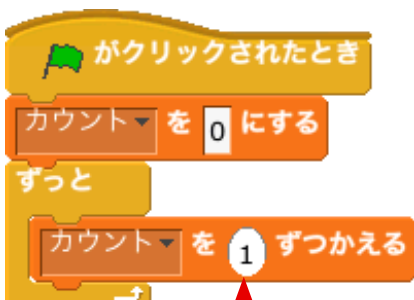 がクリックされたとき
カウント を 0 にする
ずっと
カウント を 1 ずつかえる